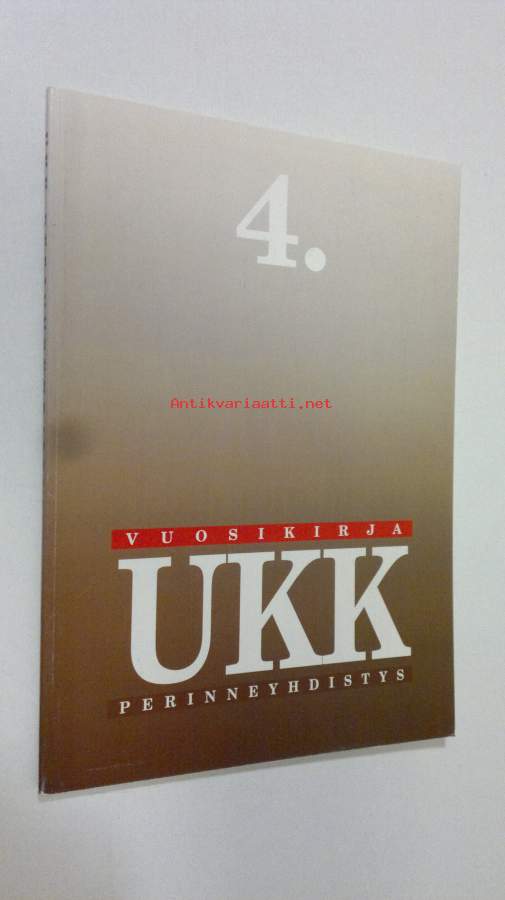 4.
Antikvariaatti.net
VUOSIKIRJA
UKK
PERINNEYHDISTYS